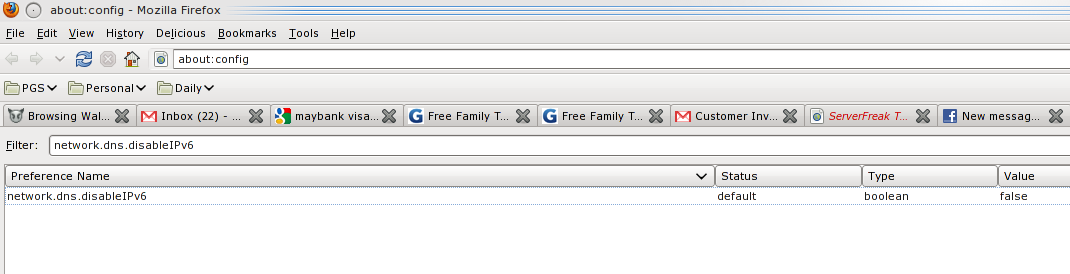 about:config - Mozilla Firefox
File Edit View History Delicious Bookmarks Tools Help
about:config
PGS Personal Daily
Browsing Wal... Inbox (22) - ... maybank visa... Free Family T... Free Family T... Customer Inv... ServerFreak T... New messag...
Filter: network.dns.disableIPv6
Preference Name Status Type Value
network.dns.disableIPv6 default boolean false